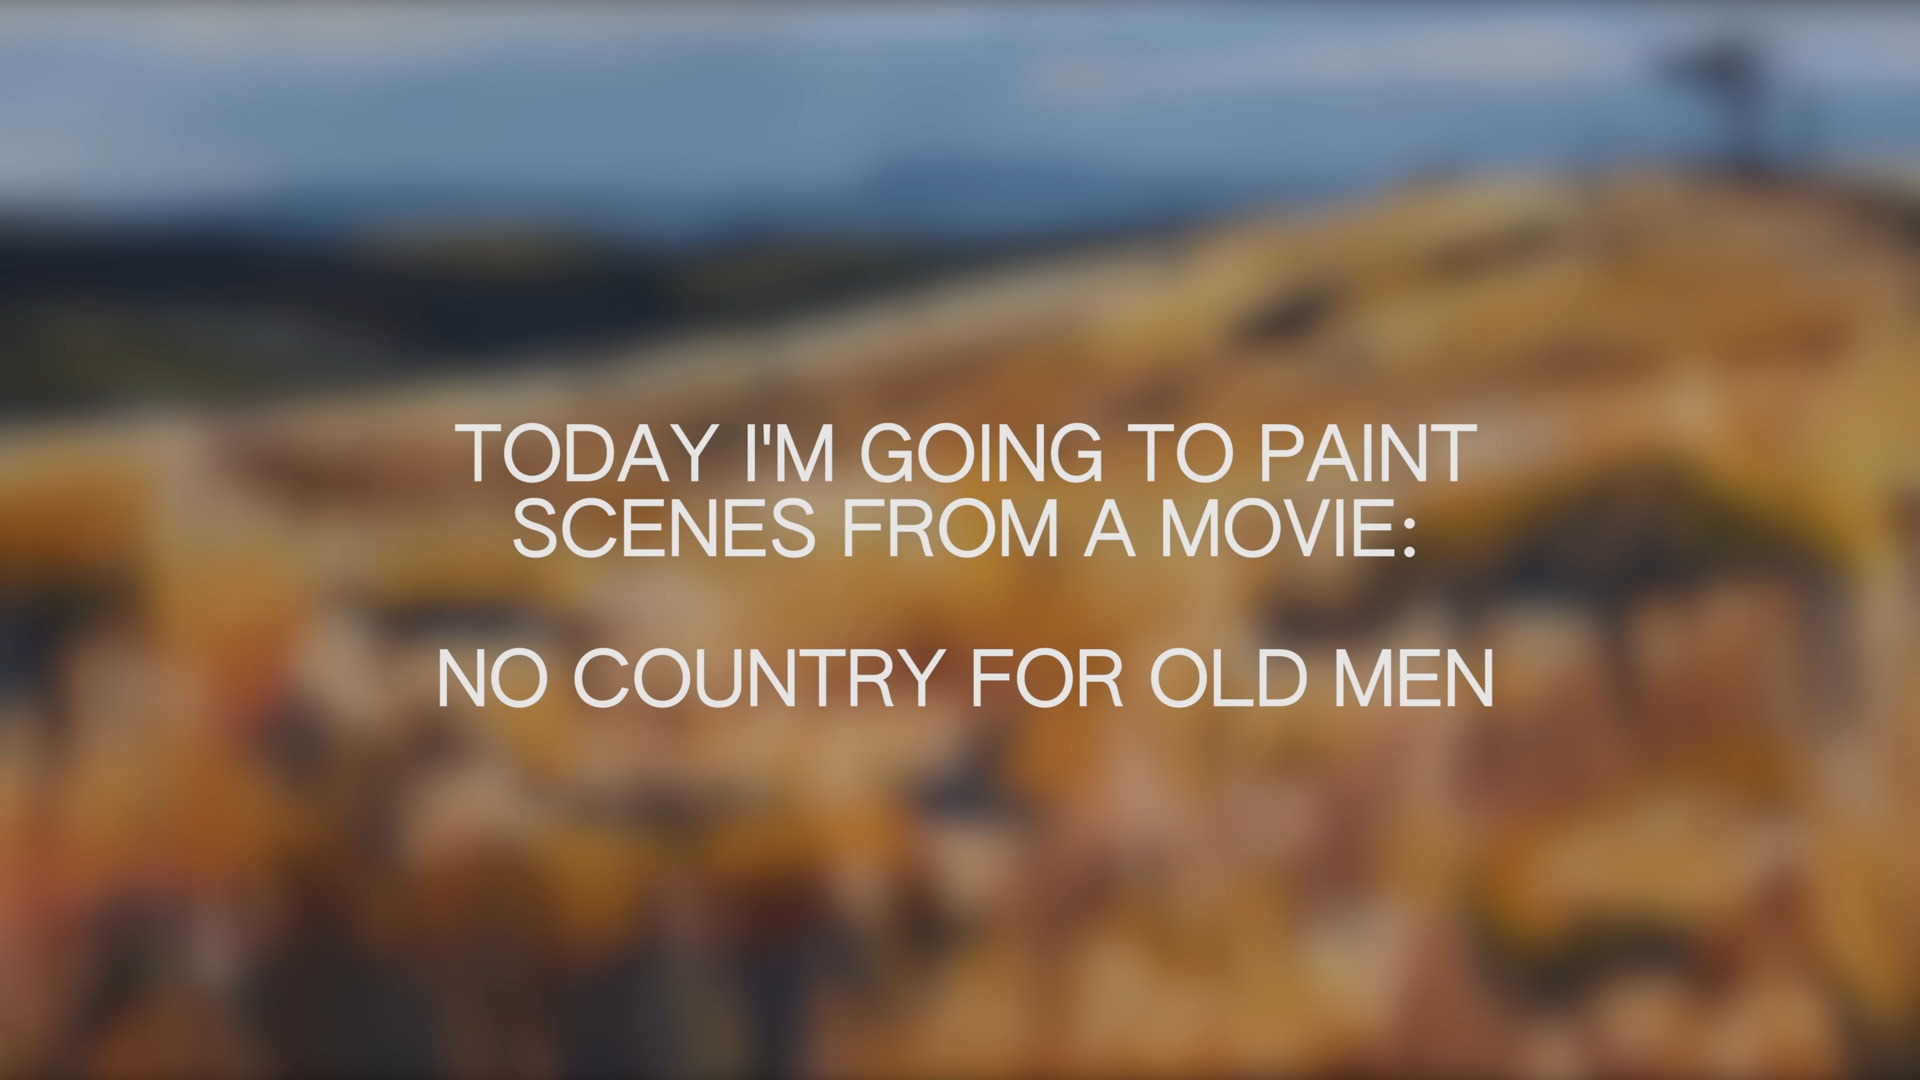 TODAY I'M GOING TO PAINT
SCENES FROM A MOVIE:
NO COUNTRY FOR OLD MEN